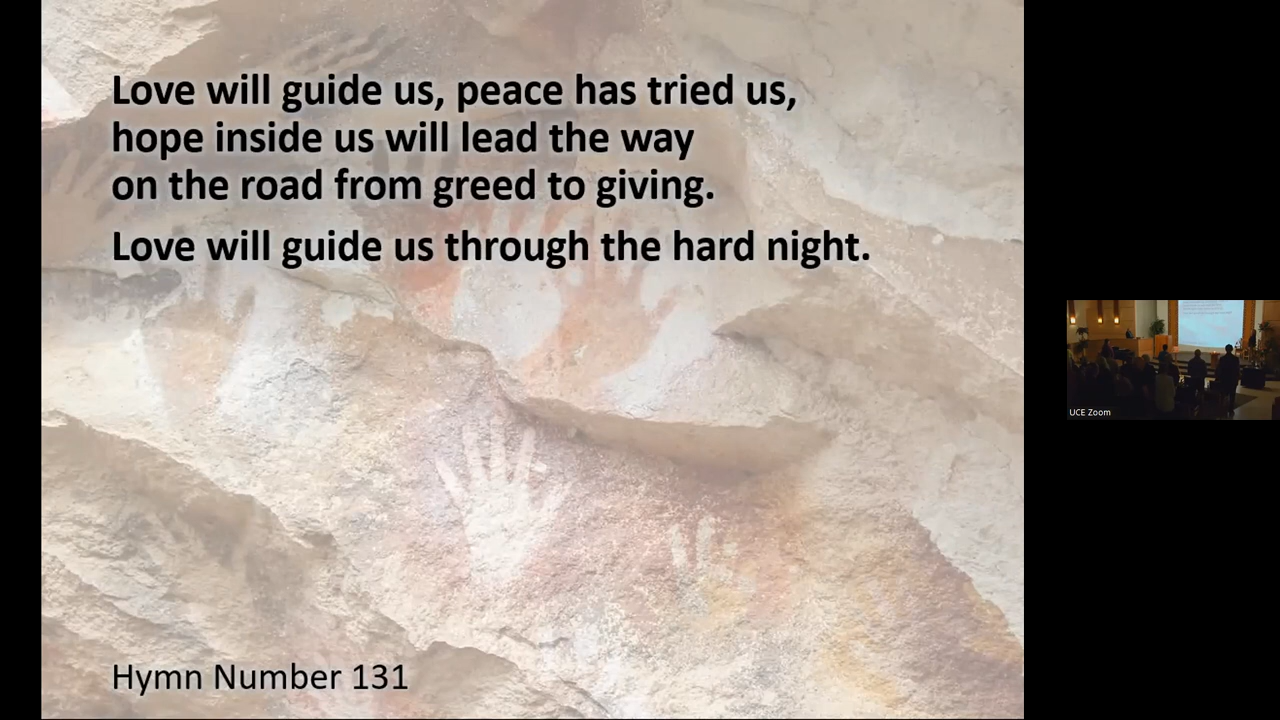 Love will guide us, peace has tried us,
hope inside us will lead the way
on the road from greed to giving.
Love will guide us through the hard night.
Hymn Number 131
UCE Zoom